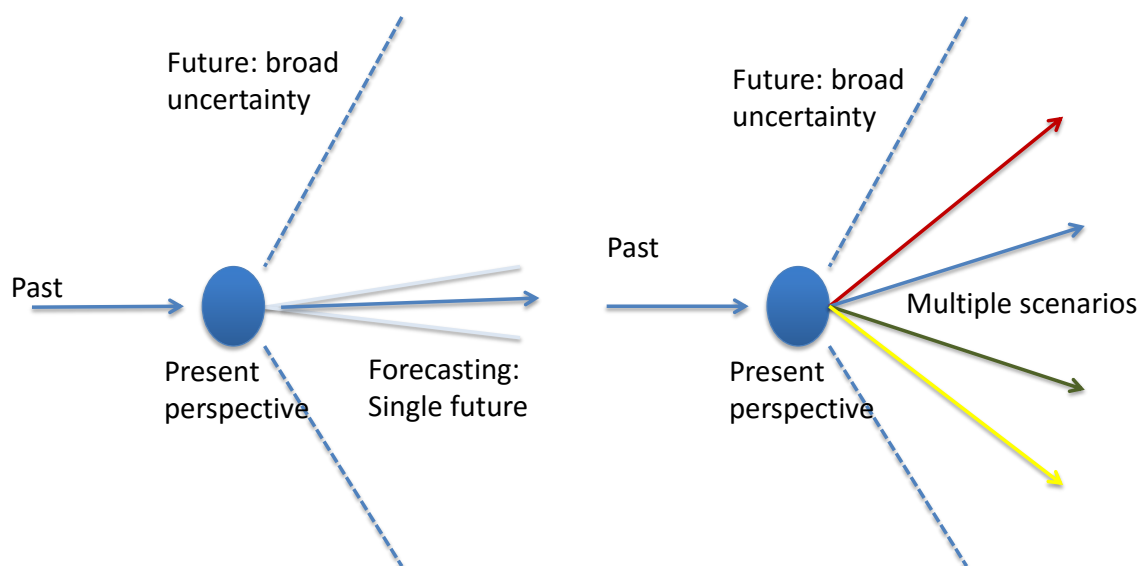 Future: broad
uncertainty
Past
Present
perspective
Forecasting:
Single future
Future: broad
uncertainty
Past
Multiple scenarios
Present
perspective